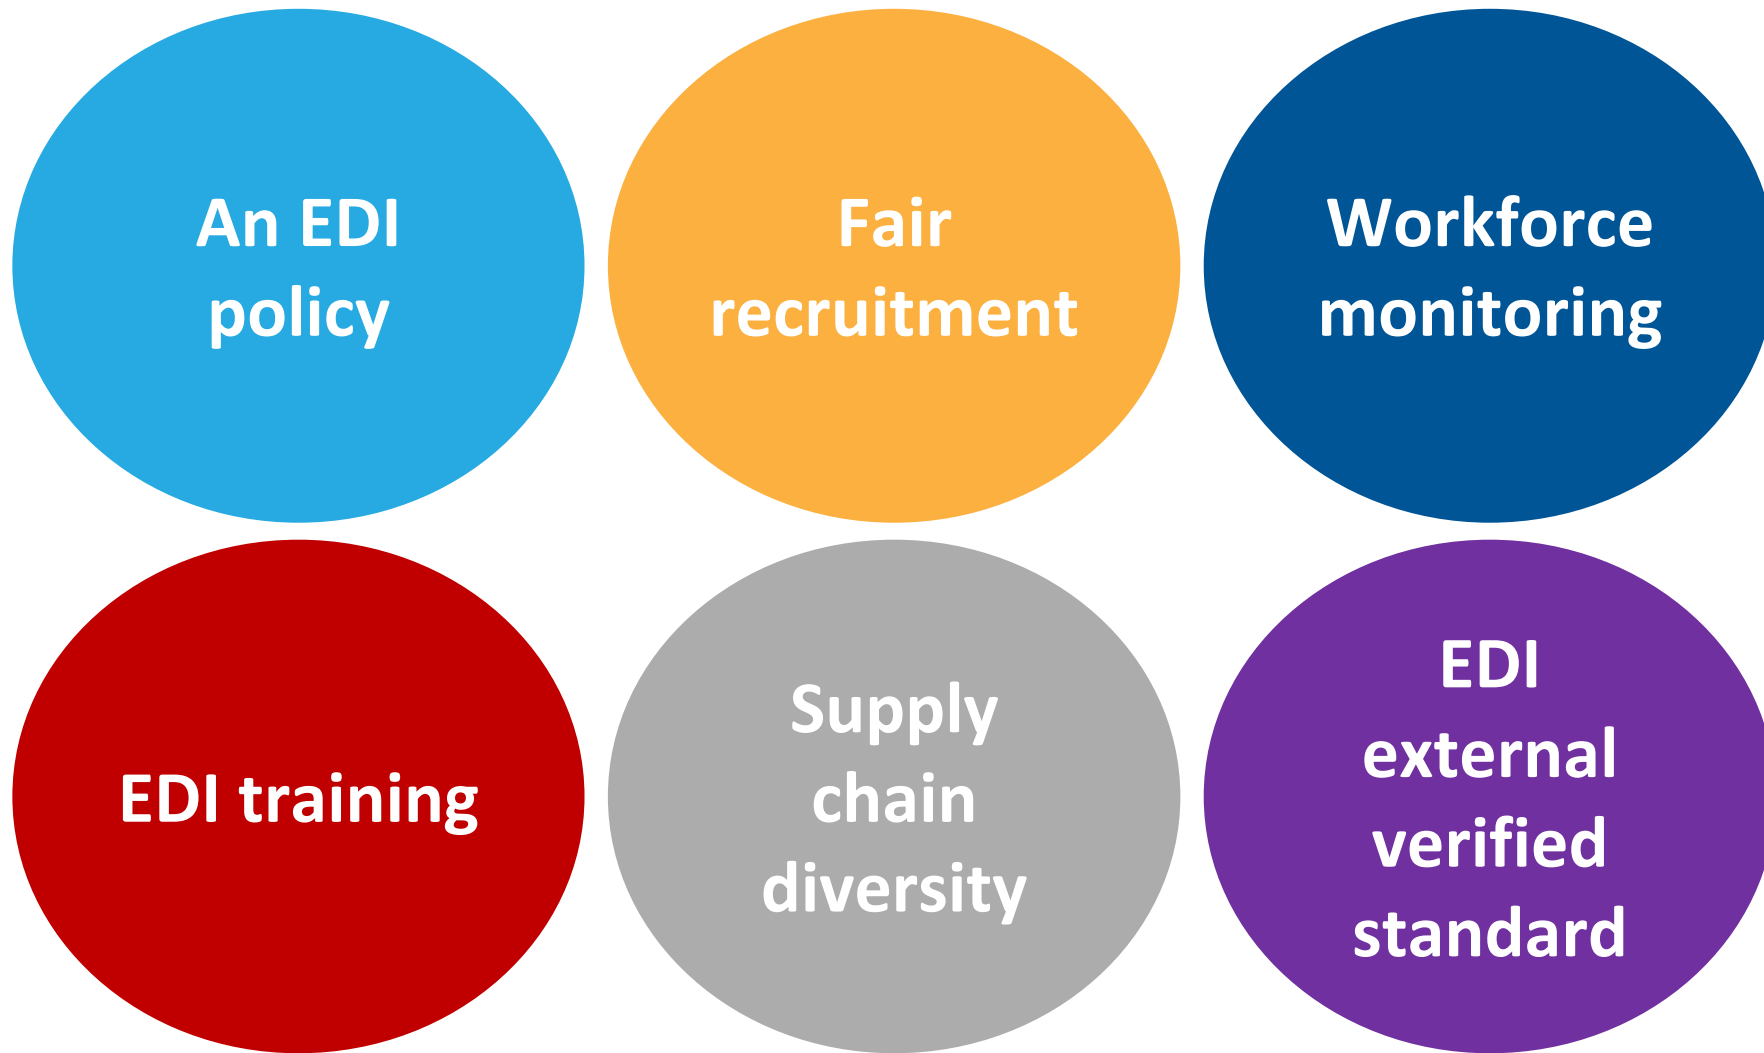 An EDI
policy
Fair
recruitment
Workforce
monitoring
EDI training
Supply
chain
diversity
EDI
external
verified
standard